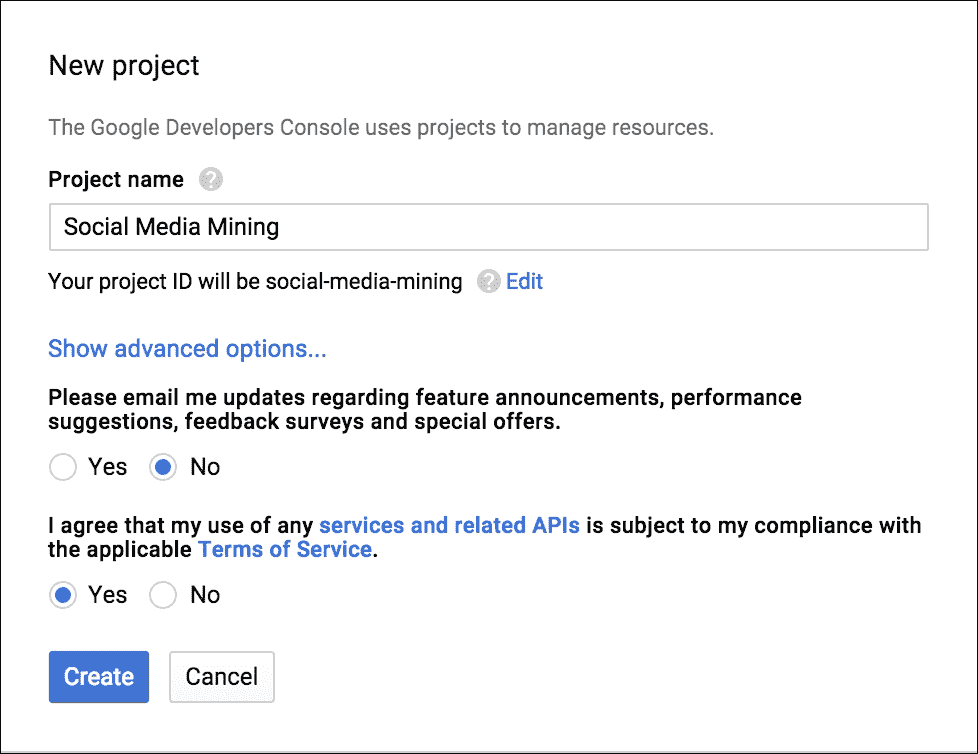 New project
The Google Developers Console uses projects to manage resources.
Project name ?
Social Media Mining
Your project ID will be social-media-mining ? Edit
Show advanced options...
Please email me updates regarding feature announcements, performance
suggestions, feedback surveys and special offers.
Yes No
I agree that my use of any services and related APIs is subject to my compliance with
the applicable Terms of Service.
Yes No
Create Cancel